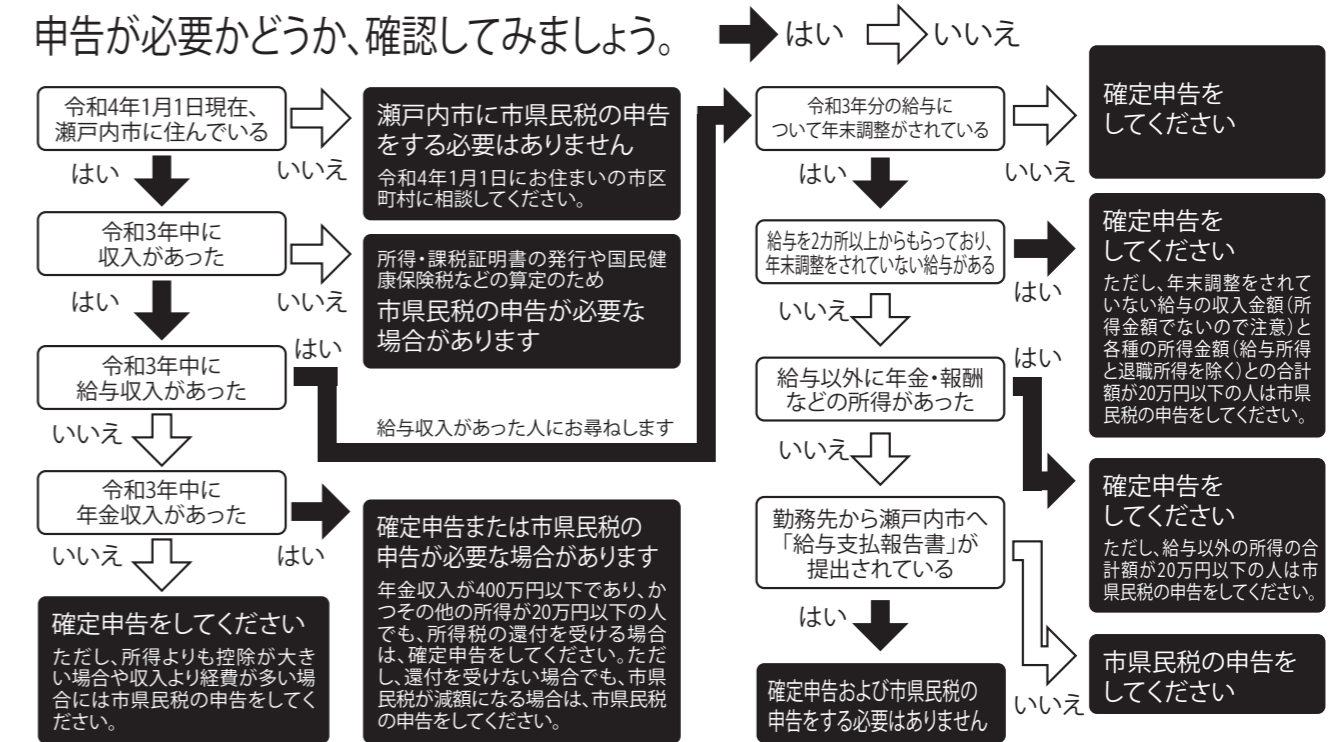 申告が必要かどうか、確認してみましょう。
はい
いいえ
令和4年1月1日現在、
瀬戸内市に住んでいる
はい
いいえ
瀬戸内市に市県民税の申告
をする必要はありません
令和4年1月1日にお住まいの市区
町村に相談してください。
令和3年中に
収入があった
はい
いいえ
所得・課税証明書の発行や国民健
康保険税などの算定のため
市県民税の申告が必要な
場合があります
令和3年中に
給与収入があった
はい
いいえ
給与収入があった人にお尋ねします
令和3年中に
年金収入があった
いいえ
はい
確定申告をしてください
ただし、所得よりも控除が大き
い場合や収入より経費が多い場
合には市県民税の申告をしてく
ださい。
確定申告または市県民税の
申告が必要な場合があります
年金収入が400万円以下であり、か
つその他の所得が20万円以下の人
でも、所得税の還付を受ける場合
は、確定申告をしてください。ただ
し、還付を受けない場合でも、市県
民税が減額になる場合は、市県民税
の申告をしてください。
令和3年分の給与に
ついて年末調整がされている
はい
いいえ
確定申告を
してください
給与を2カ所以上からもらっており、
年末調整をされていない給与がある
いいえ
はい
確定申告を
してください
ただし、年末調整をされて
いない給与の収入金額（所
得金額でないので注意）と
各種の所得金額（給与所得
と退職所得を除く）との合計
額が20万円以下の人は市県
民税の申告をしてください。
給与以外に年金・報酬
などの所得があった
はい
いいえ
確定申告を
してください
ただし、給与以外の所得の合
計額が20万円以下の人は市
県民税の申告をしてください。
勤務先から瀬戸内市へ
「給与支払報告書」が
提出されている
はい
いいえ
市県民税の申告を
してください
確定申告および市県民税の
申告をする必要はありません